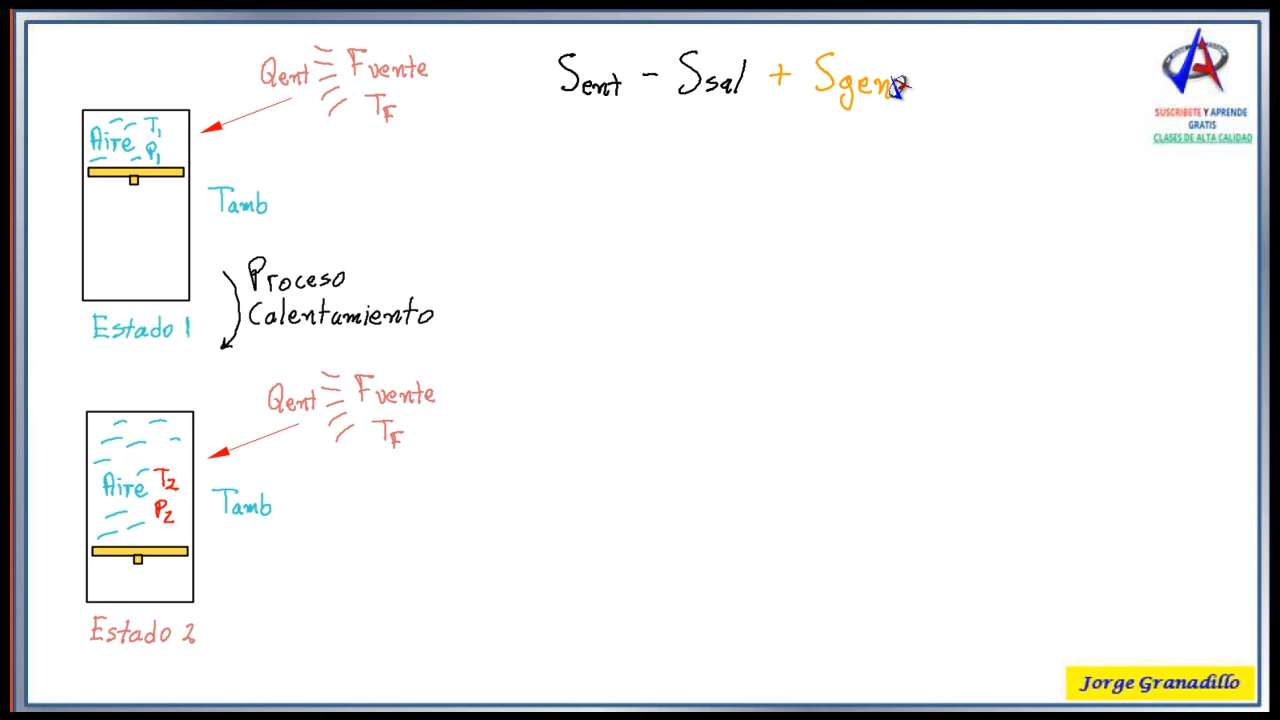 Qent Fuente
TF
Sent - Ssal + Sgen
SUSCRIBETE Y APRENDE
GRATIS
CLASES DE ALTA CALIDAD
Aire T1
P1
Tamb
Proceso
Calentamiento
Estado 1
Qent Fuente
TF
Aire T2
P2
Tamb
Estado 2
Jorge Granadillo